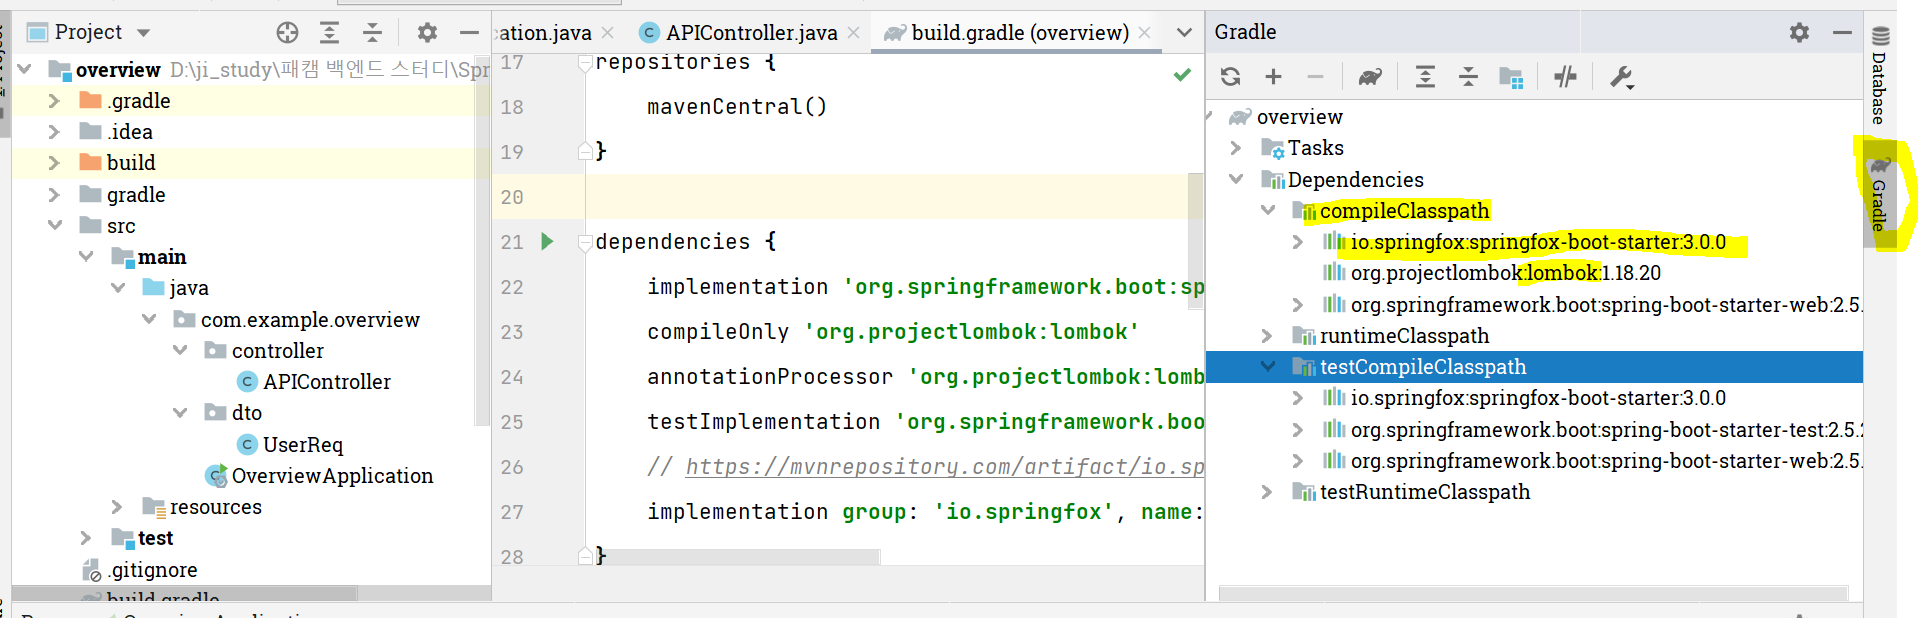 Project
overview D:\ji_study\패캠 백엔드 스터디\Spr
.gradle
.idea
build
gradle
src
main
java
com.example.overview
controller
APIController
dto
UserReq
OverviewApplication
resources
test
.gitignore
build.gradle
cation.java
APIController.java
build.gradle (overview)
17 repositories {
18 mavenCentral()
19 }
20
21 dependencies {
22 implementation 'org.springframework.boot:sp
23 compileOnly 'org.projectlombok:lombok'
24 annotationProcessor 'org.projectlombok:lomb
25 testImplementation 'org.springframework.boo
26 // https://mvnrepository.com/artifact/io.sp
27 implementation group: 'io.springfox', name:
28 }
Gradle
overview
Tasks
Dependencies
compileClasspath
io.springfox:springfox-boot-starter:3.0.0
org.projectlombok:lombok:1.18.20
org.springframework.boot:spring-boot-starter-web:2.5.
runtimeClasspath
testCompileClasspath
io.springfox:springfox-boot-starter:3.0.0
org.springframework.boot:spring-boot-starter-test:2.5.2
org.springframework.boot:spring-boot-starter-web:2.5.
testRuntimeClasspath
Database
Gradle